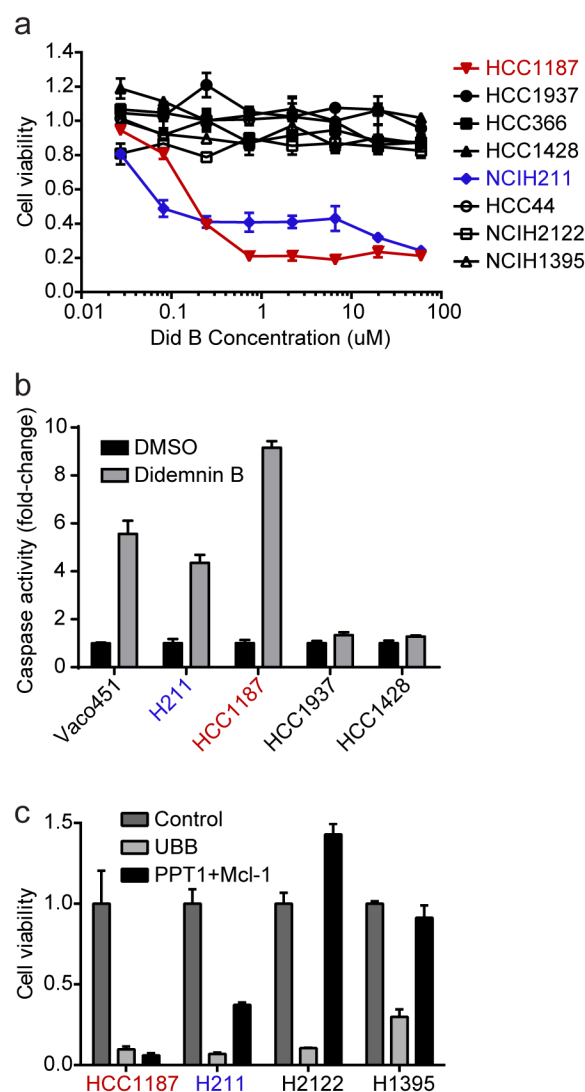 a
1.4
1.2
1.0
0.8
0.6
0.4
0.2
0.0
Cell viability
0.01
0.1
1
10
100
Did B Concentration (uM)
HCC1187
HCC1937
HCC366
HCC1428
NCIH211
HCC44
NCIH2122
NCIH1395
b
10
8
6
4
2
0
Caspase activity (fold-change)
DMSO
Didemnin B
Vaco451
H211
HCC1187
HCC1937
HCC1428
c
1.5
1.0
0.5
0.0
Cell viability
Control
UBB
PPT1+Mcl-1
HCC1187
H211
H2122
H1395